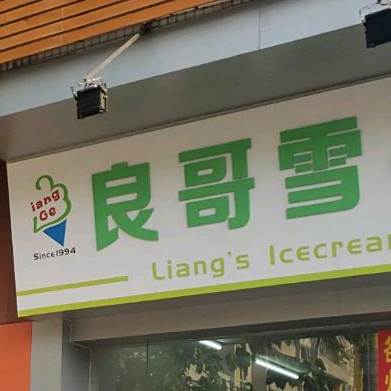 良哥雪
iang
Ge
Since1994
Liang's Icecrea